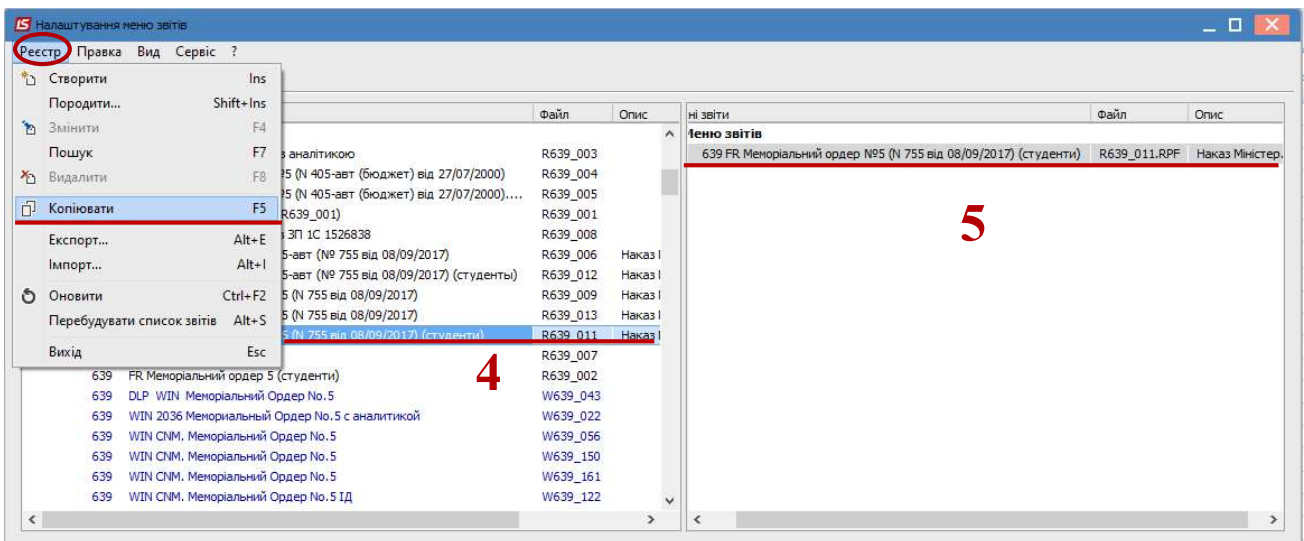 Налаштування меню звітів
Реєстр Правка Вид Сервіс ?
Створити Ins
Породити... Shift+Ins
Змінити F4
Пошук F7
Видалити F8
Копіювати F5
Експорт... Alt+E
Імпорт... Alt+I
Оновити Ctrl+F2
Перебудувати список звітів Alt+S
Вихід Esc
Файл Опис
з аналітикою R639_003
(N 405-авт (бюджет) від 27/07/2000) R639_004
(N 405-авт (бюджет) від 27/07/2000).... R639_005
R639_001) R639_001
ЗП 1С 1526838 R639_008
5-авт (№ 755 від 08/09/2017) R639_006 Наказ
5-авт (№ 755 від 08/09/2017) (студенты) R639_012 Наказ
5 (N 755 від 08/09/2017) R639_009 Наказ
5 (N 755 від 08/09/2017) R639_013 Наказ
5 (N 755 від 08/09/2017) (студенти) R639_011 Наказ
R639_007
639 FR Меморіальний ордер 5 (студенти) R639_002
639 DLP WIN Меморіальний Ордер No.5 W639_043
639 WIN 2036 Мемориальный Ордер No.5 с аналитикой W639_022
639 WIN CNM. Меморіальний Ордер No.5 W639_056
639 WIN CNM. Меморіальний Ордер No.5 W639_150
639 WIN CNM. Меморіальний Ордер No.5 W639_161
639 WIN CNM. Меморіальний Ордер No.5 ІД W639_122
4
ні звіти Файл Опис
Меню звітів
639 FR Меморіальний ордер №5 (N 755 від 08/09/2017) (студенти) R639_011.RPF Наказ Міністер.
5